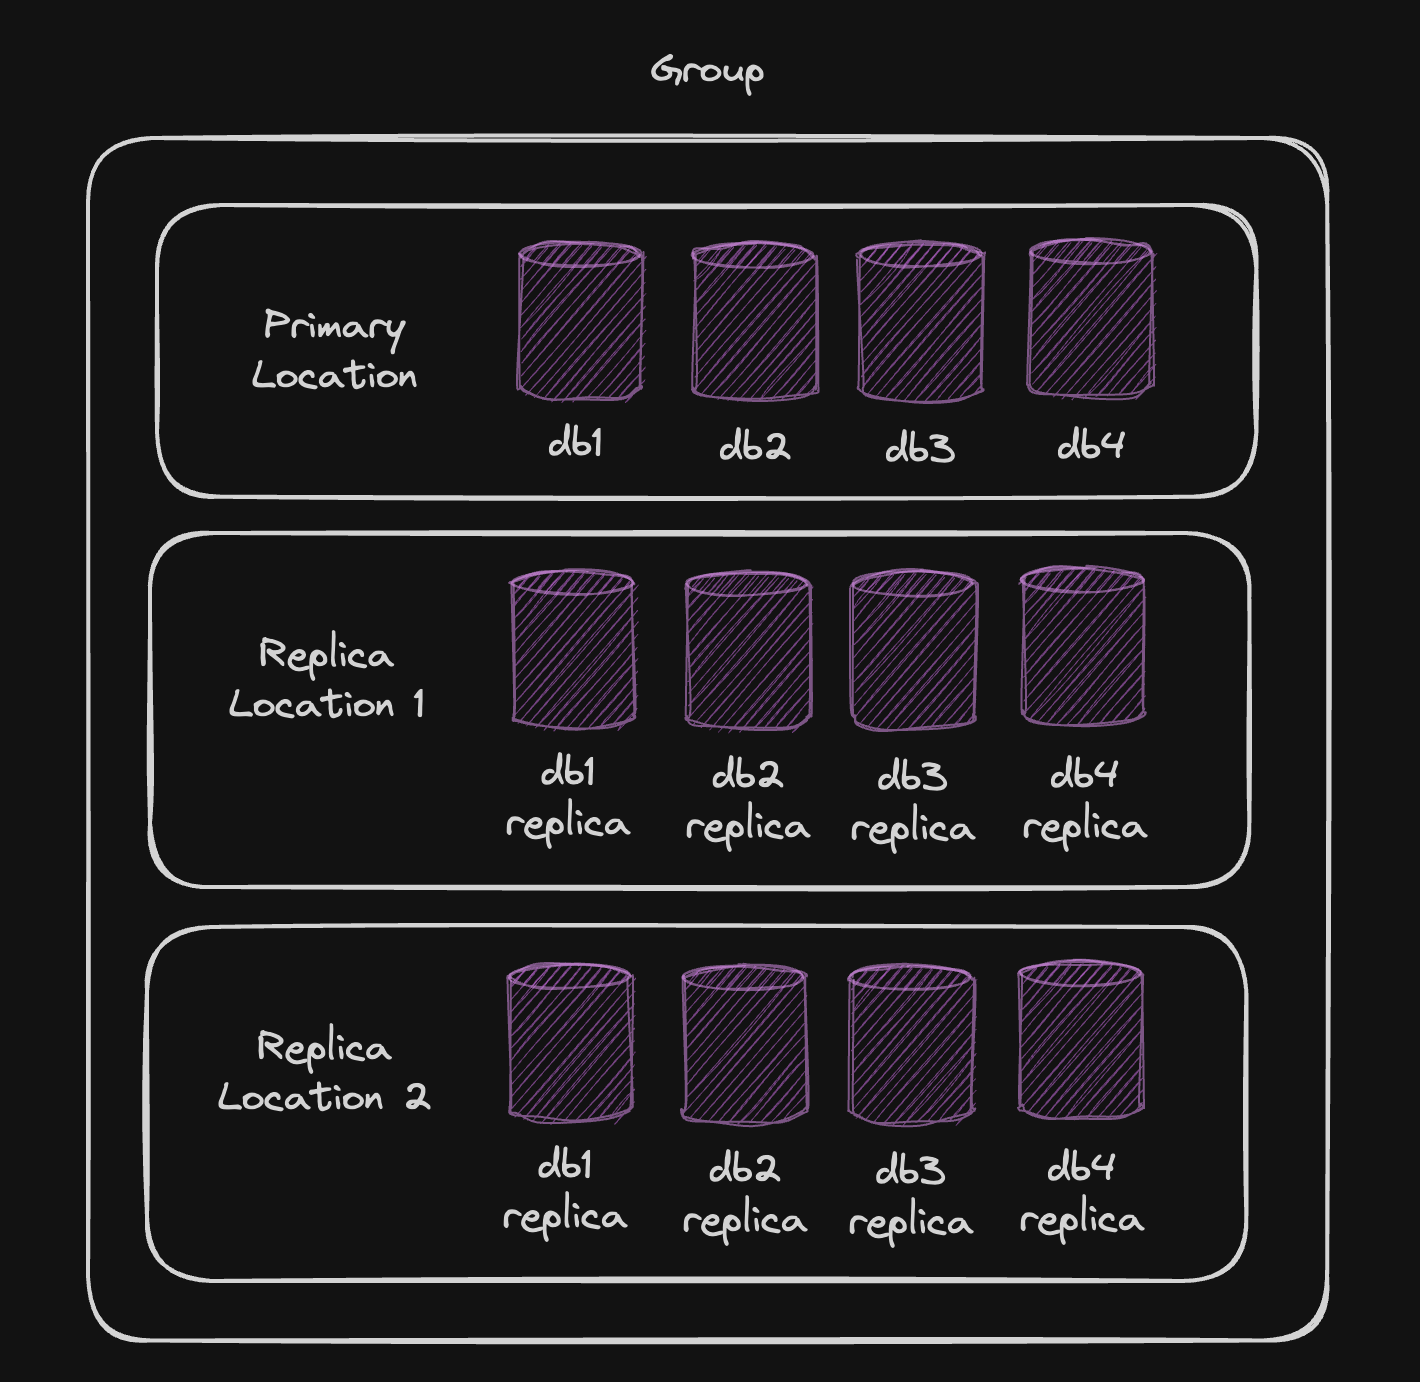 Group
Primary
Location
db1
db2
db3
db4
Replica
Location 1
db1
replica
db2
replica
db3
replica
db4
replica
Replica
Location 2
db1
replica
db2
replica
db3
replica
db4
replica